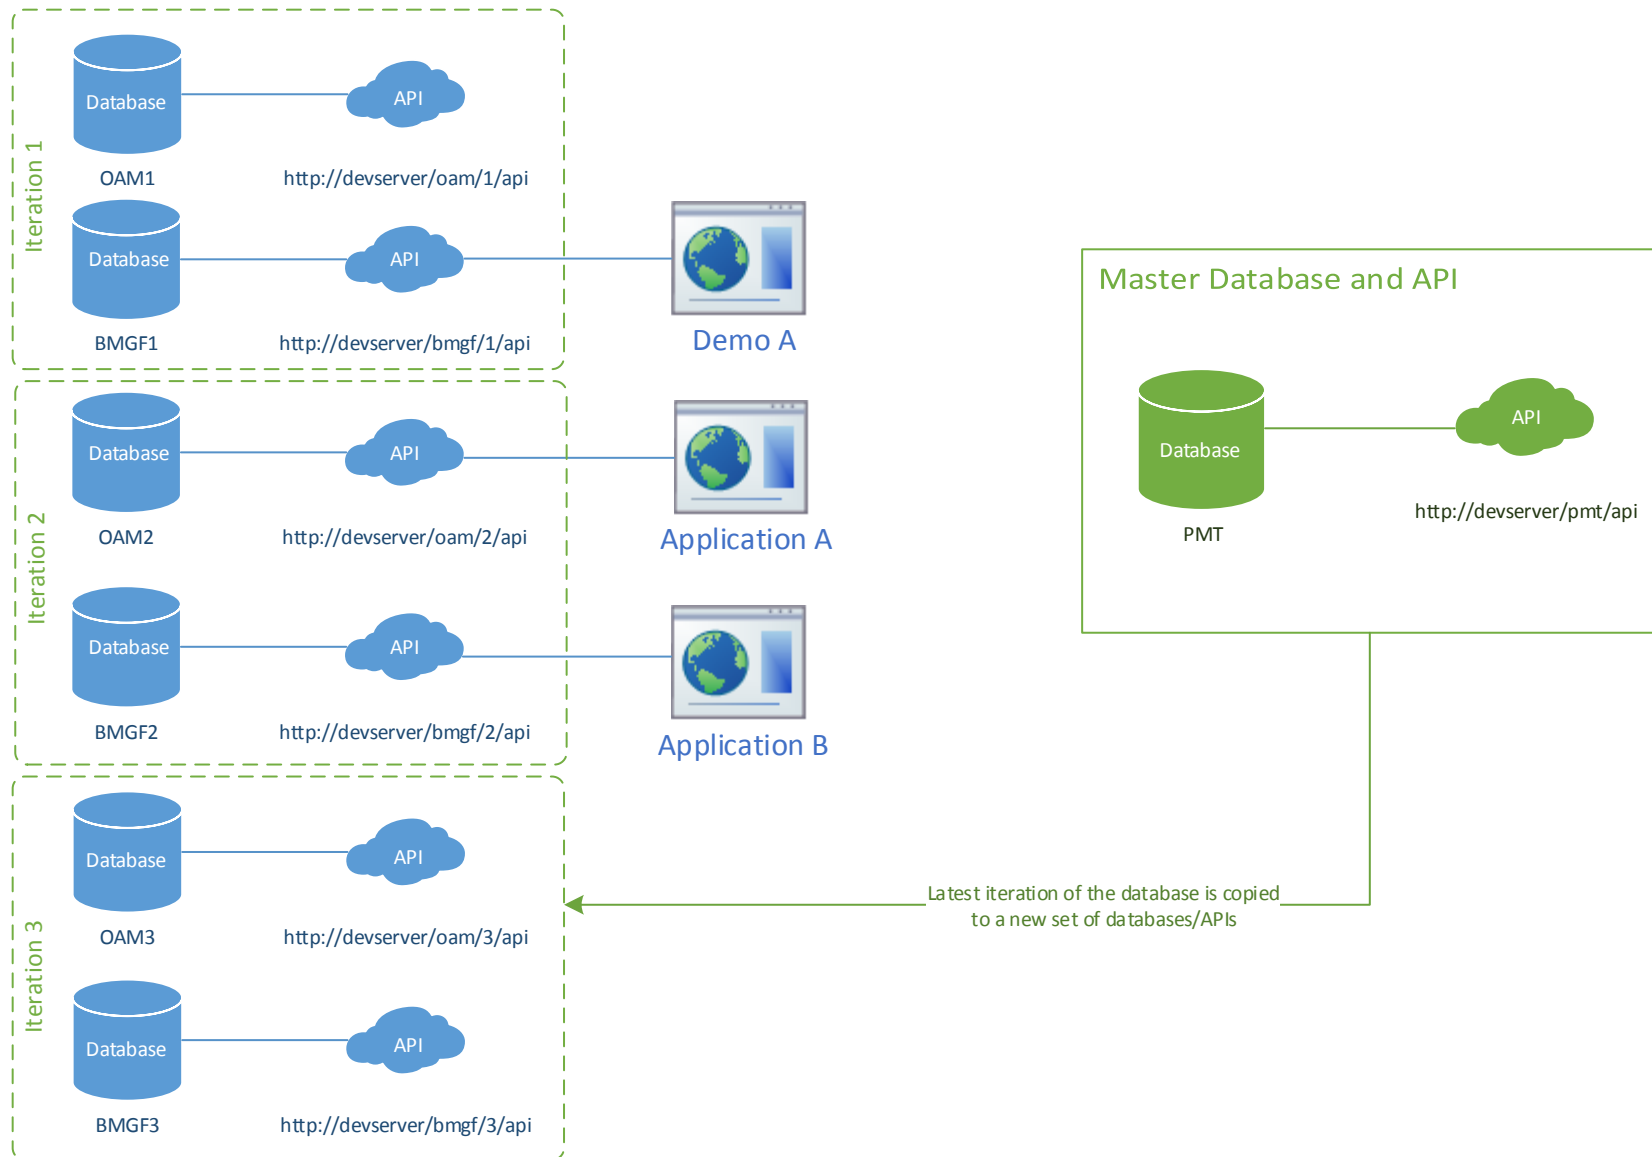 Iteration 1
Database
API
OAM1
http://devserver/oam/1/api
Database
API
BMGF1
http://devserver/bmgf/1/api
Demo A
Iteration 2
Database
API
OAM2
http://devserver/oam/2/api
Application A
Database
API
BMGF2
http://devserver/bmgf/2/api
Application B
Iteration 3
Database
API
OAM3
http://devserver/oam/3/api
Database
API
BMGF3
http://devserver/bmgf/3/api
Master Database and API
Database
API
PMT
http://devserver/pmt/api
Latest iteration of the database is copied
to a new set of databases/APIs